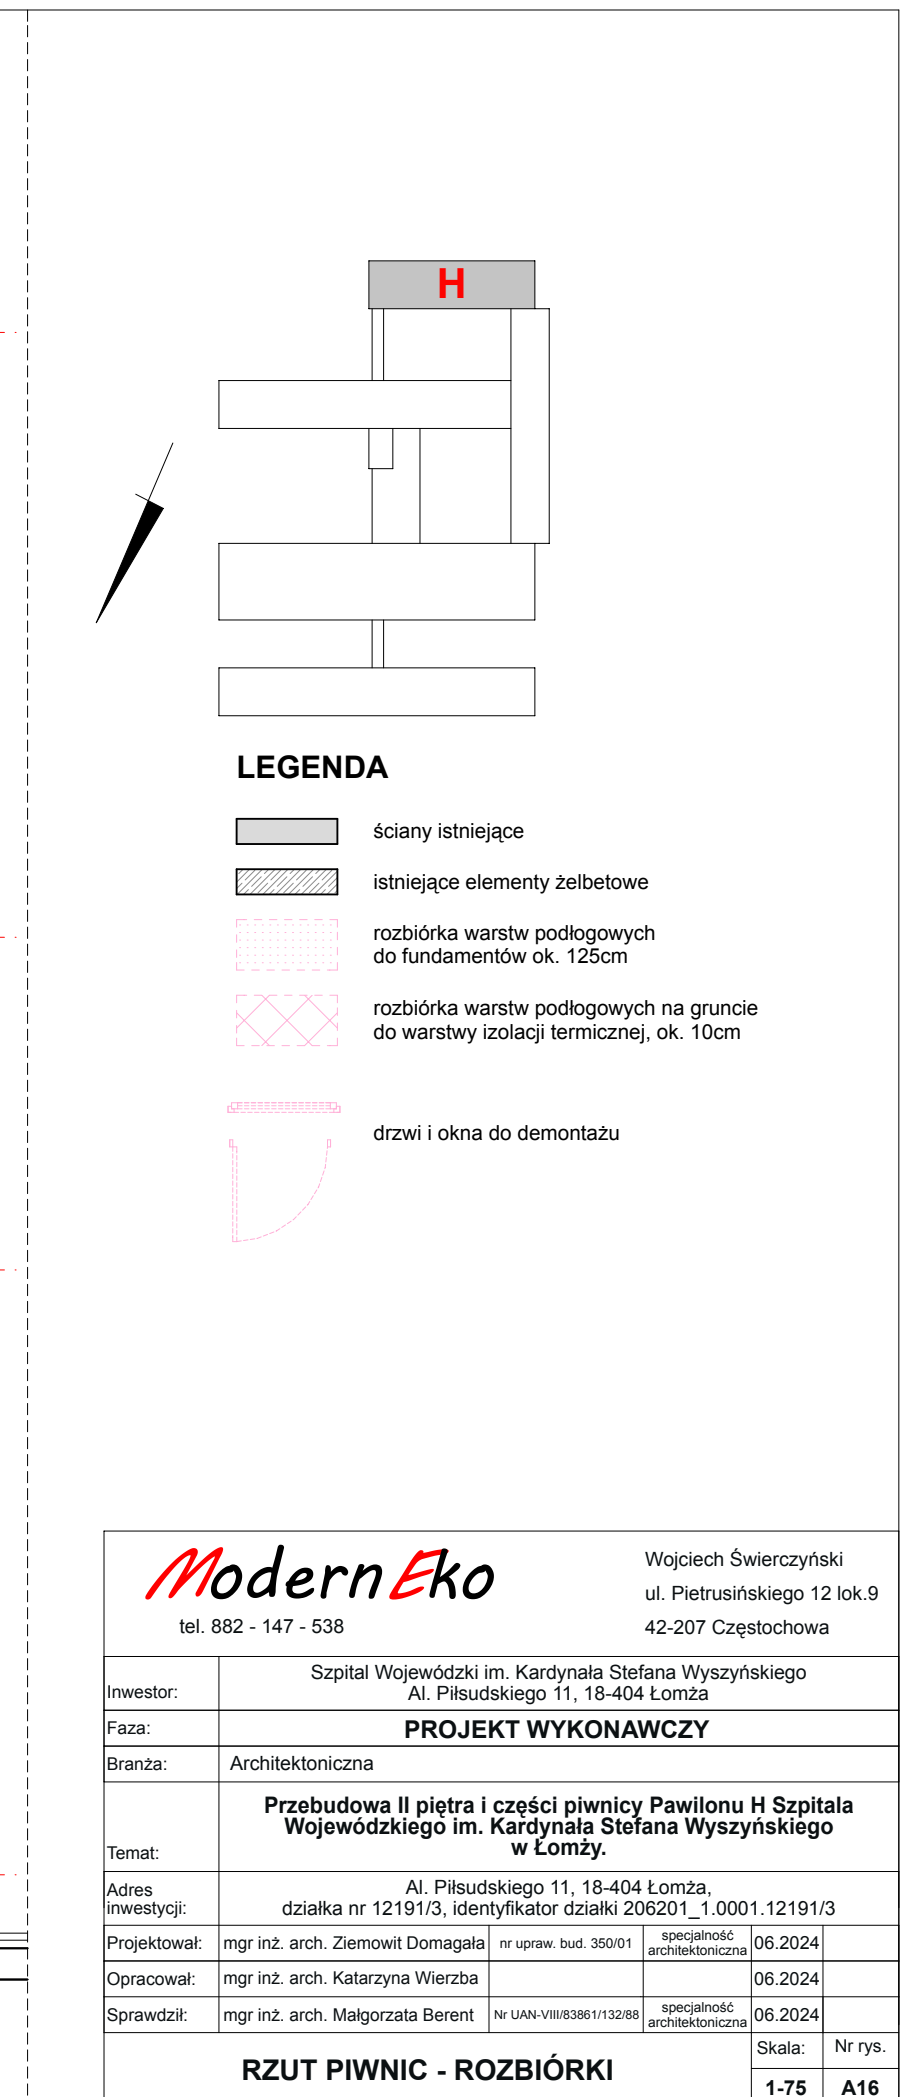 H
LEGENDA
ściany istniejące
istniejące elementy żelbetowe
rozbiórka warstw podłogowych
do fundamentów ok. 125cm
rozbiórka warstw podłogowych na gruncie
do warstwy izolacji termicznej, ok. 10cm
drzwi i okna do demontażu
ModernEko
tel. 882 - 147 - 538
Wojciech Świerczyński
ul. Pietrusińskiego 12 lok.9
42-207 Częstochowa
Inwestor:
Szpital Wojewódzki im. Kardynała Stefana Wyszyńskiego
Al. Piłsudskiego 11, 18-404 Łomża
Faza:
PROJEKT WYKONAWCZY
Branża:
Architektoniczna
Temat:
Przebudowa II piętra i części piwnicy Pawilonu H Szpitala
Wojewódzkiego im. Kardynała Stefana Wyszyńskiego
w Łomży.
Adres
inwestycji:
Al. Piłsudskiego 11, 18-404 Łomża,
działka nr 12191/3, identyfikator działki 206201_1.0001.12191/3
Projektował: mgr inż. arch. Ziemowit Domagała nr upraw. bud. 350/01 specjalność architektoniczna 06.2024
Opracował: mgr inż. arch. Katarzyna Wierzba 06.2024
Sprawdził: mgr inż. arch. Małgorzata Berent Nr UAN-VIII/83861/132/88 specjalność architektoniczna 06.2024
RZUT PIWNIC - ROZBIÓRKI
Skala: Nr rys.
1-75 A16